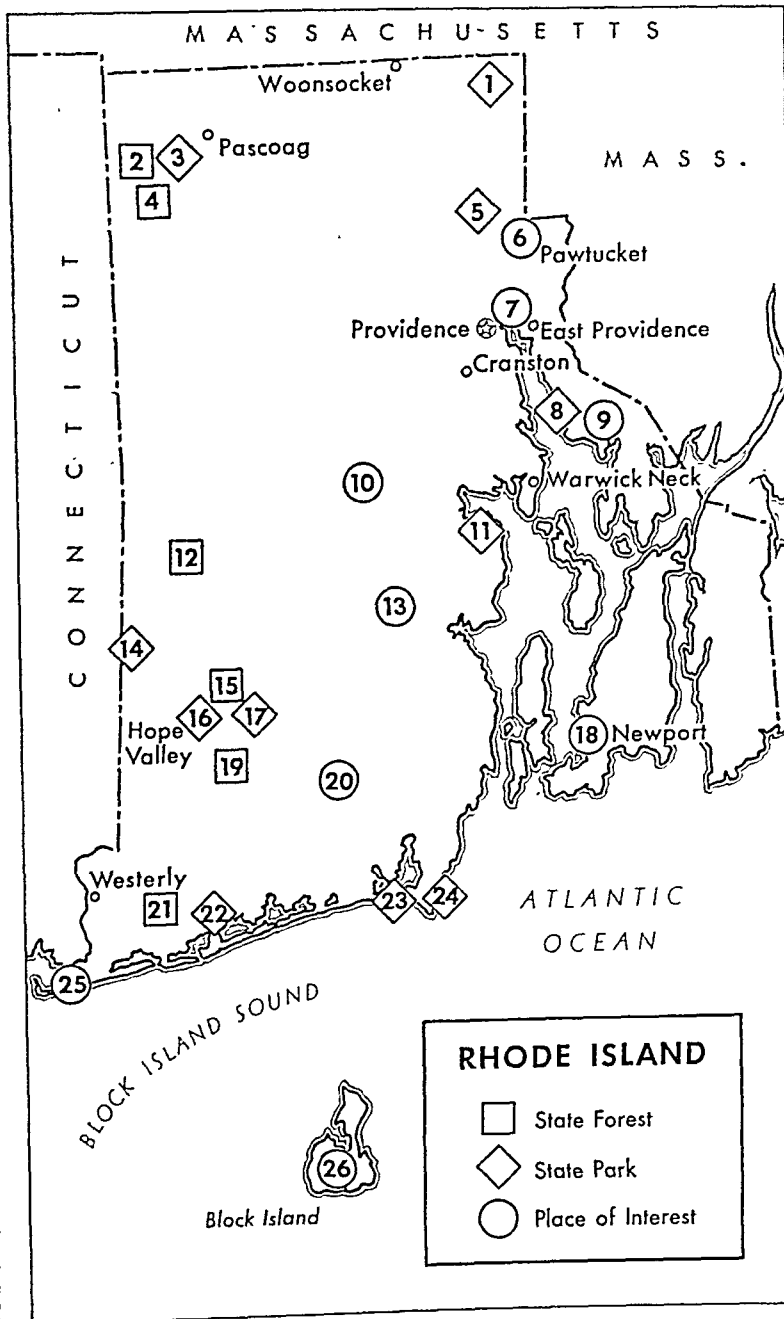 MASSACHUSETTS
Woonsocket
1
Pascoag
2
3
MASS.
4
5
6
Pawtucket
CONNECTICUT
7
Providence
East Providence
Cranston
8
9
10
Warwick Neck
11
12
13
14
15
16
17
Hope
Valley
18
Newport
19
20
Westerly
21
22
23
24
ATLANTIC
OCEAN
25
BLOCK ISLAND SOUND
26
Block Island
RHODE ISLAND
State Forest
State Park
Place of Interest